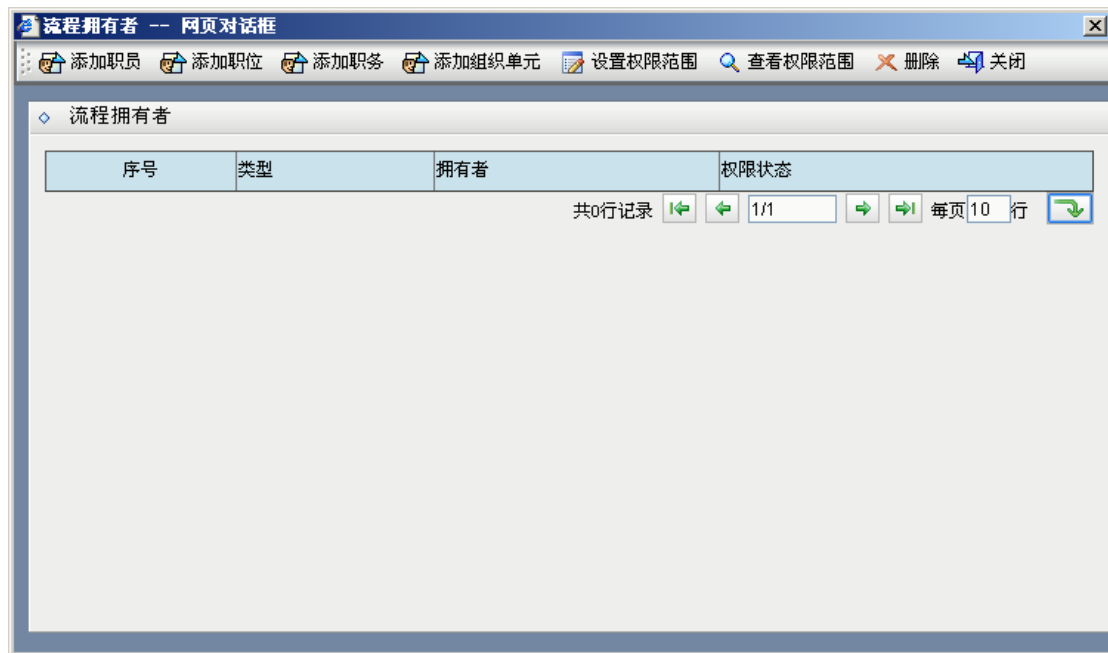 流程拥有者 -- 网页对话框
添加职员 添加职位 添加职务 添加组织单元 设置权限范围 查看权限范围 删除 关闭
流程拥有者
序号 类型 拥有者 权限状态
共0行记录 1/1 每页10 行